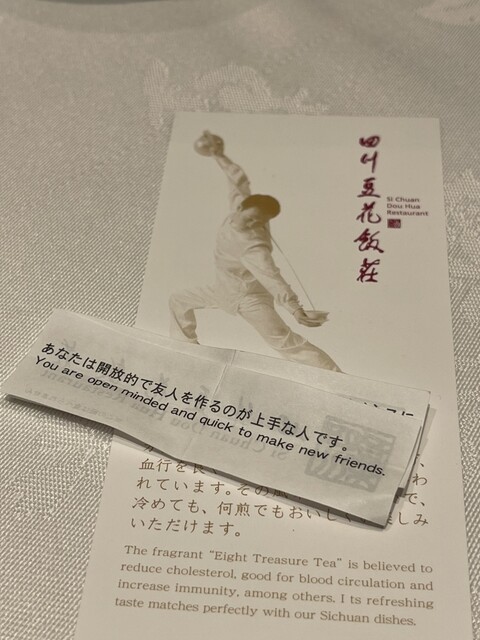 四川豆花飯莊
Si Chuan
Dou Hua
Restaurant
あなたは開放的で友人を作るのが上手な人です。
You are open minded and quick to make new friends.
血行を良く
れています。その
冷めても、何煎でもおいし
いただけます。
The fragrant "Eight Treasure Tea" is believed to
reduce cholesterol, good for blood circulation and
increase immunity, among others. I ts refreshing
taste matches perfectly with our Sichuan dishes.